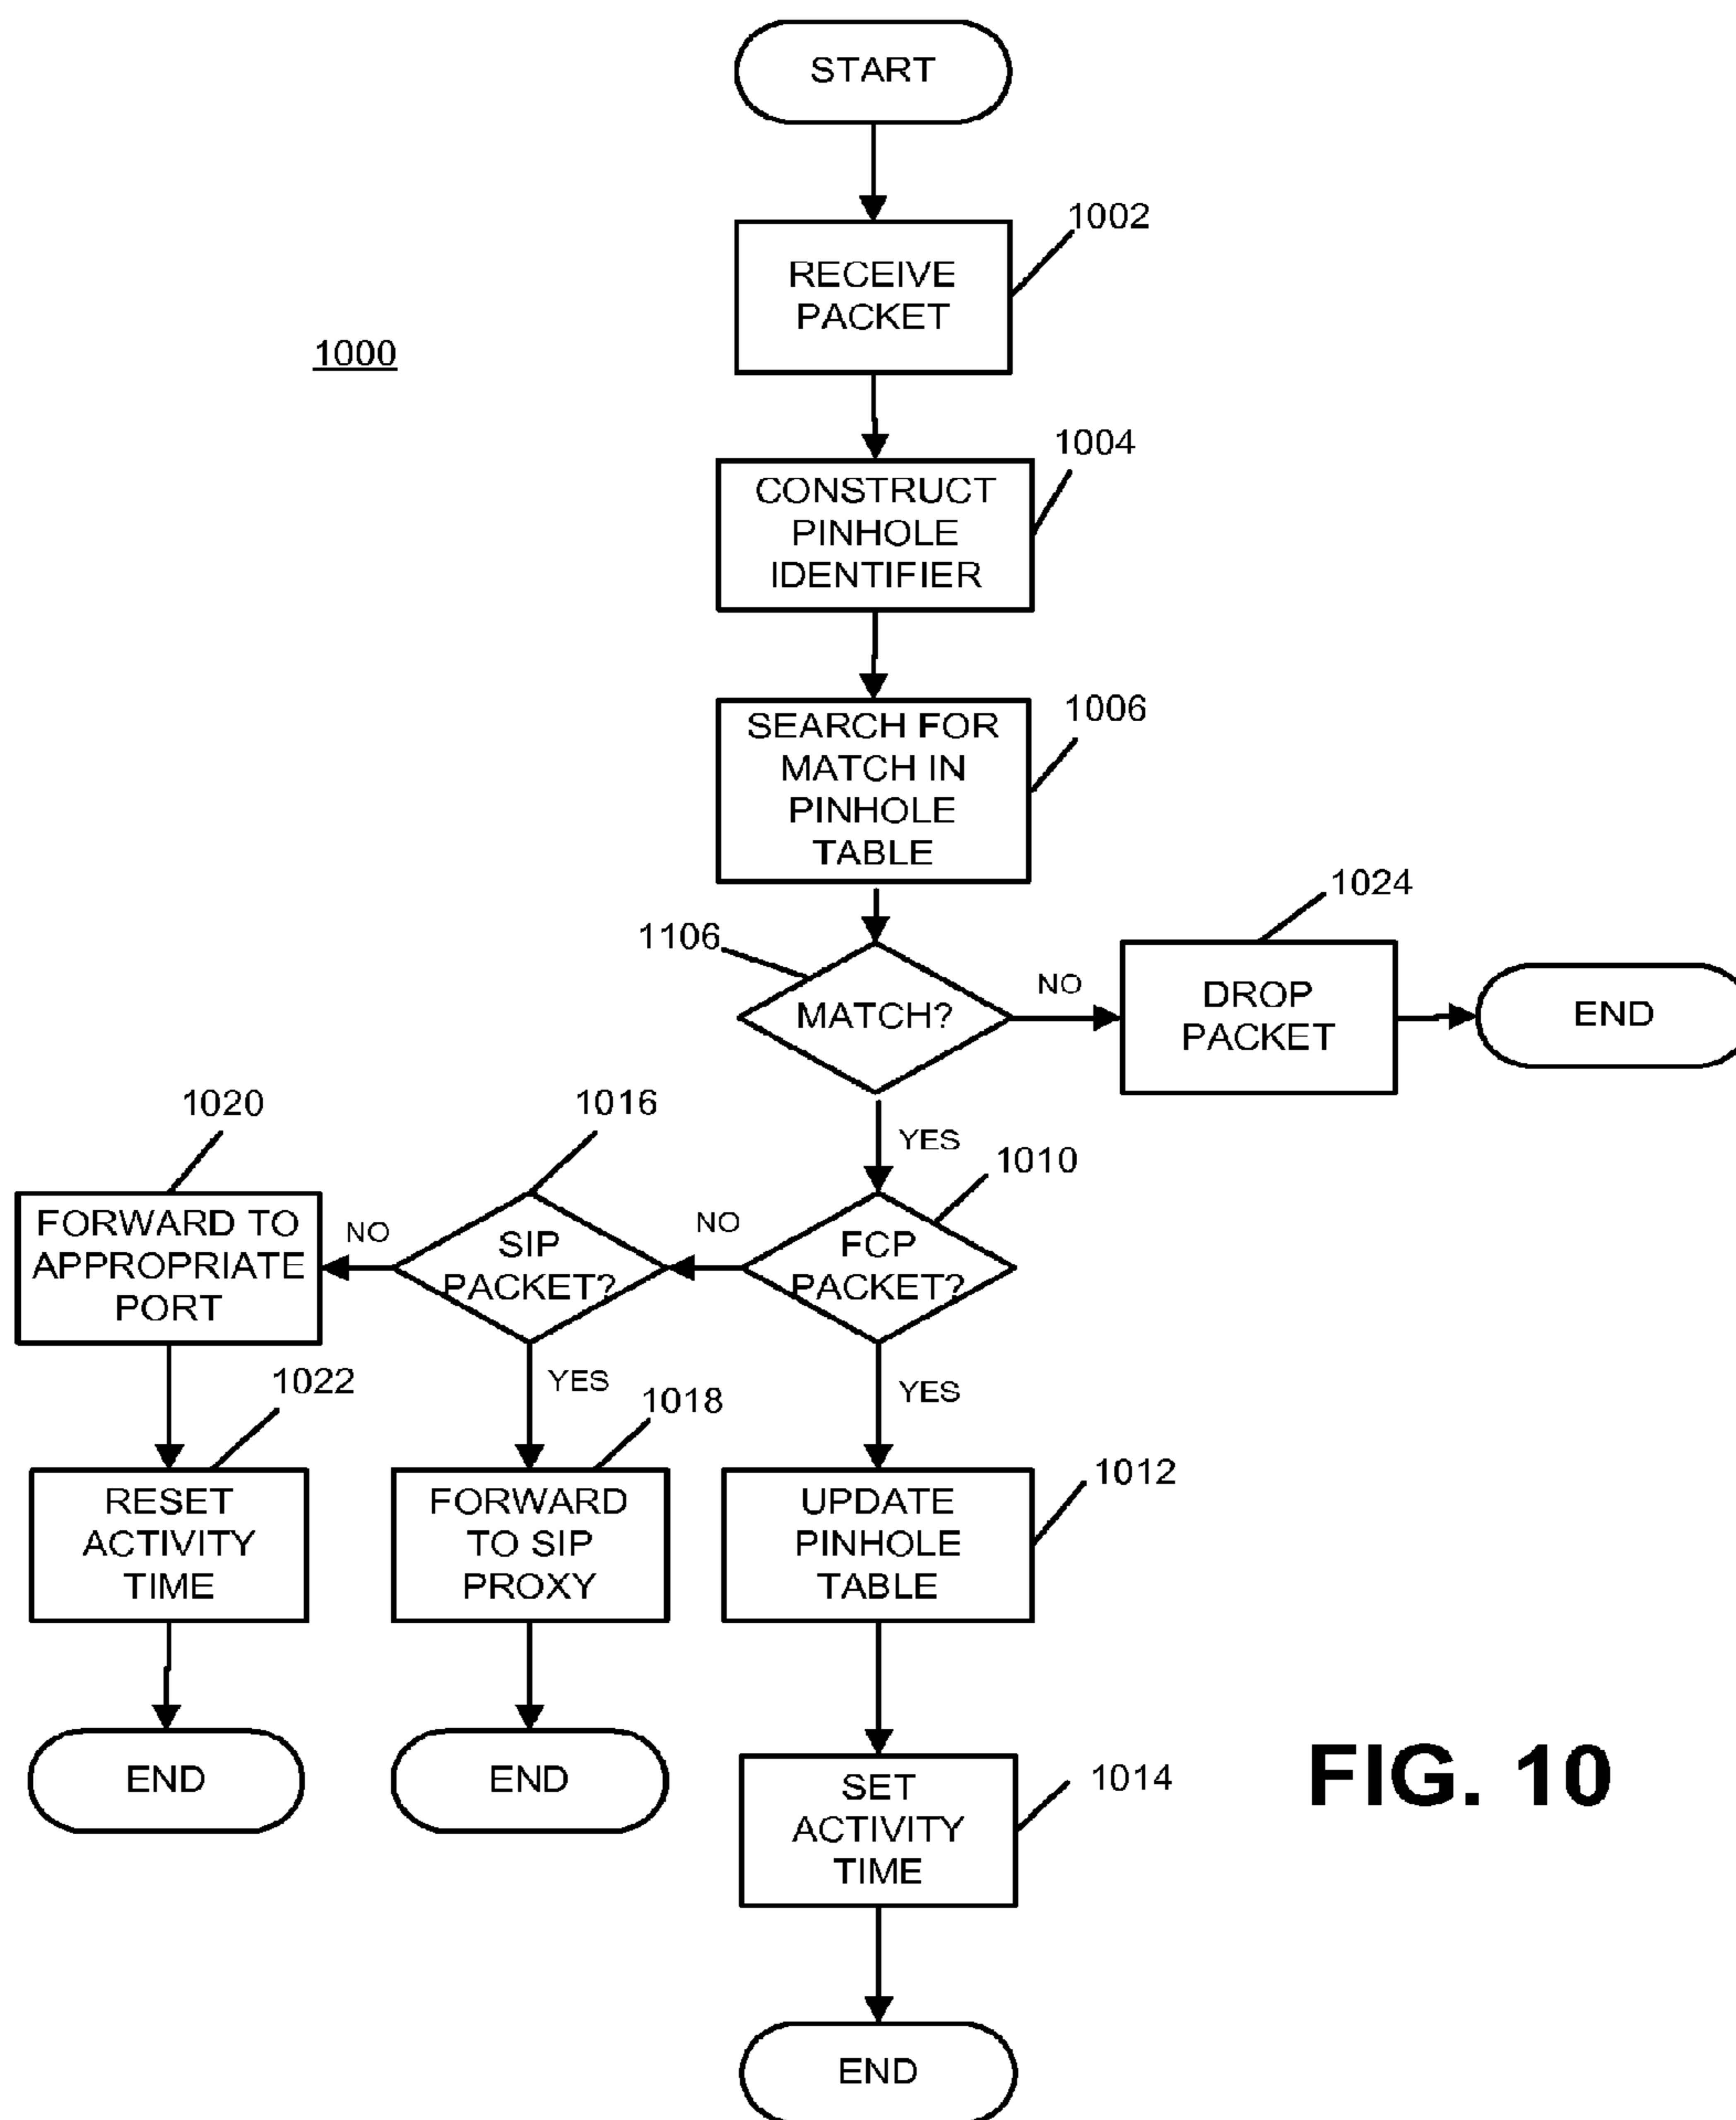 START
1002
RECEIVE
PACKET
1000
1004
CONSTRUCT
PINHOLE
IDENTIFIER
1006
SEARCH FOR
MATCH IN
PINHOLE
TABLE
1024
1106
MATCH?
NO
DROP
PACKET
END
YES
1020
1016
1010
FORWARD TO
APPROPRIATE
PORT
NO
SIP
PACKET?
NO
FCP
PACKET?
1022
YES
1018
YES
1012
RESET
ACTIVITY
TIME
FORWARD
TO SIP
PROXY
UPDATE
PINHOLE
TABLE
END
END
1014
SET
ACTIVITY
TIME
FIG. 10
END